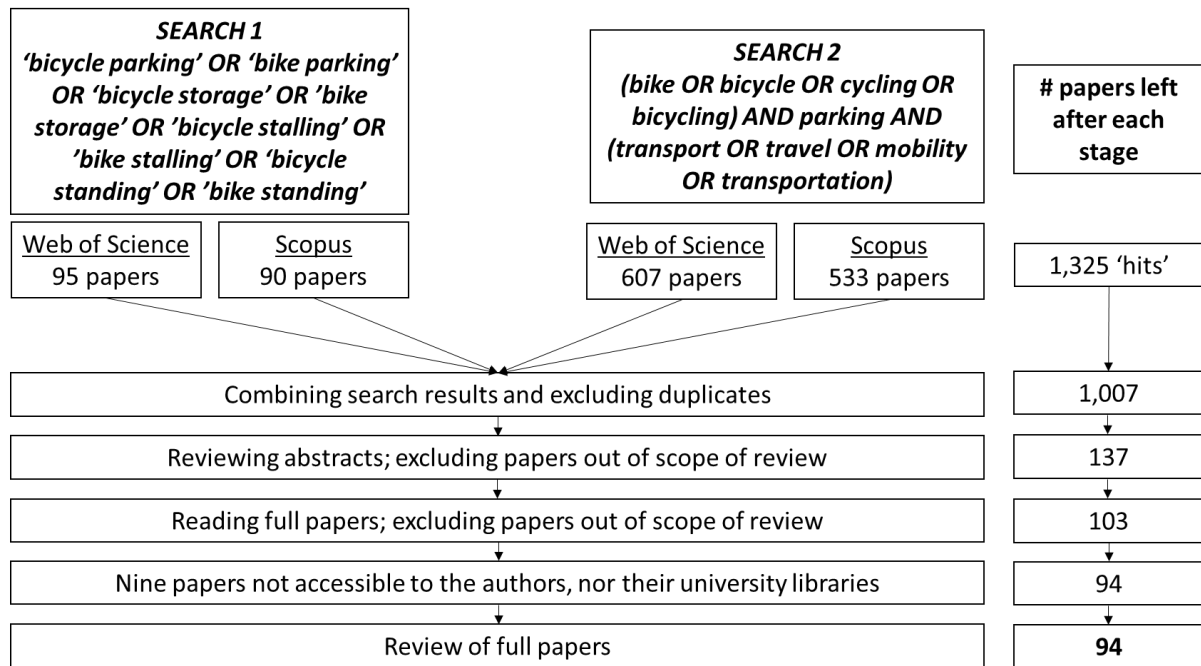 SEARCH 1
‘bicycle parking’ OR ‘bike parking’
OR ‘bicycle storage’ OR ’bike
storage’ OR ’bicycle stalling’ OR
’bike stalling’ OR ‘bicycle
standing’ OR ’bike standing’
SEARCH 2
(bike OR bicycle OR cycling OR
bicycling) AND parking AND
(transport OR travel OR mobility
OR transportation)
# papers left
after each
stage
Web of Science
95 papers
Scopus
90 papers
Web of Science
607 papers
Scopus
533 papers
1,325 ‘hits’
Combining search results and excluding duplicates
1,007
Reviewing abstracts; excluding papers out of scope of review
137
Reading full papers; excluding papers out of scope of review
103
Nine papers not accessible to the authors, nor their university libraries
94
Review of full papers
94